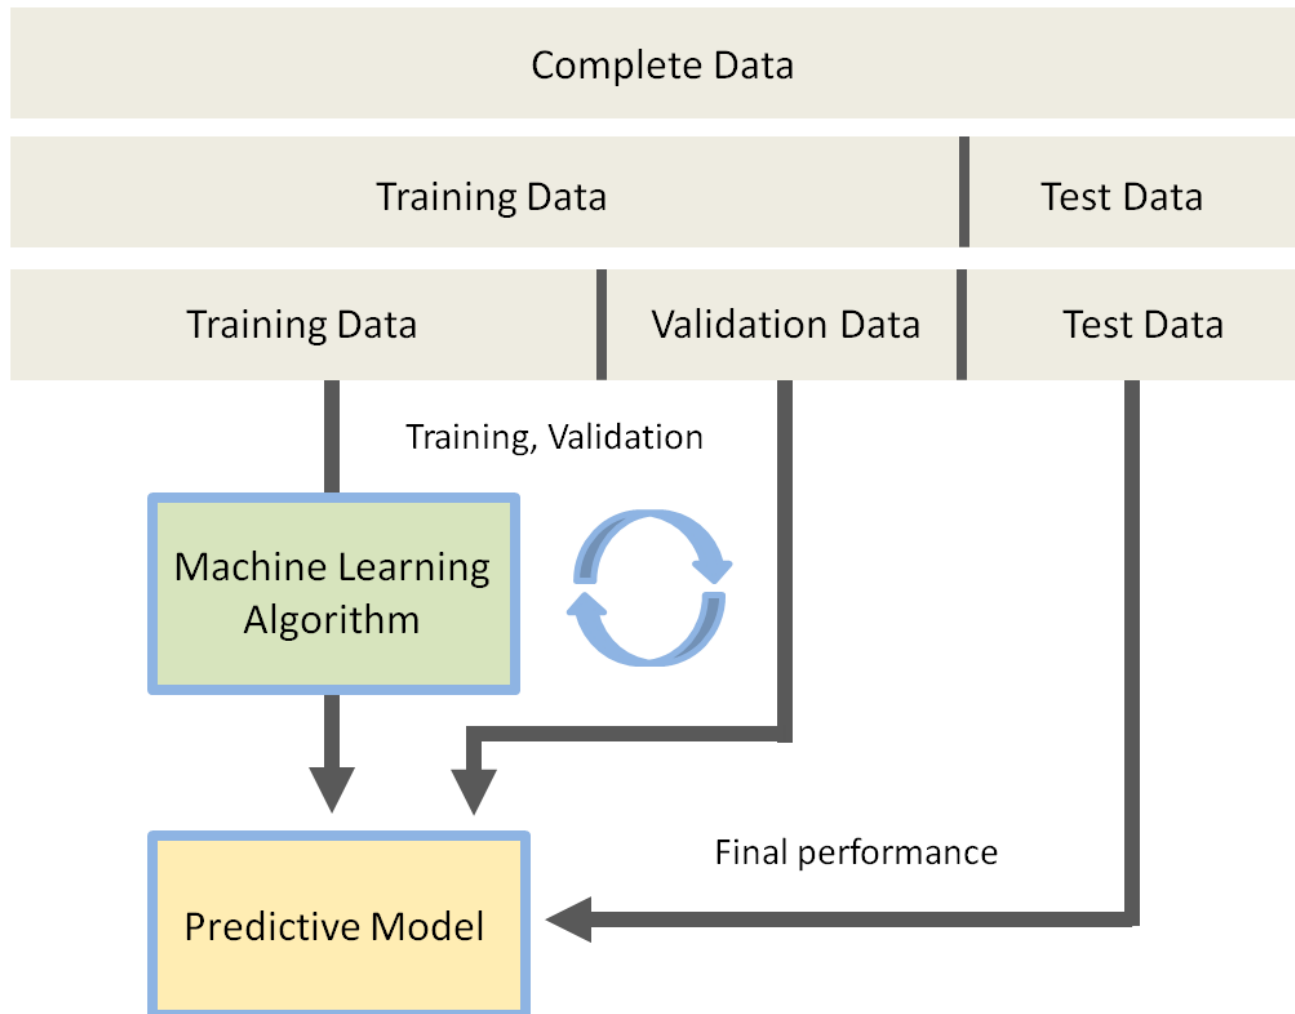 Complete Data
Training Data
Test Data
Training Data
Validation Data
Test Data
Training, Validation
Machine Learning
Algorithm
Final performance
Predictive Model